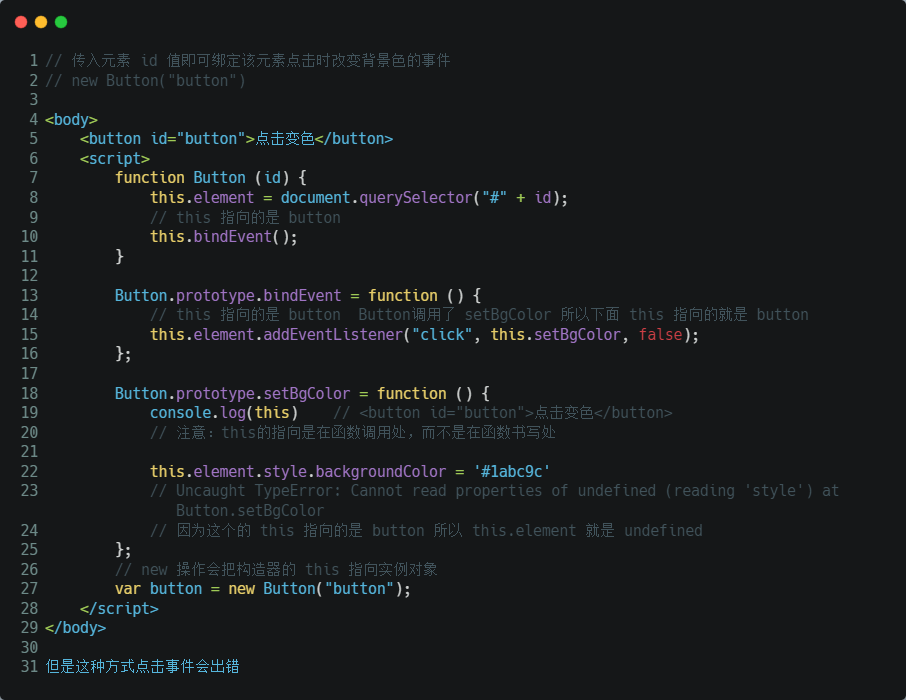 1 // 传入元素 id 值即可绑定该元素点击时改变背景色的事件
2 // new Button("button")
3
4 <body>
5     <button id="button">点击变色</button>
6     <script>
7         function Button (id) {
8             this.element = document.querySelector("#" + id);
9             // this 指向的是 button
10             this.bindEvent();
11         }
12
13         Button.prototype.bindEvent = function () {
14             // this 指向的是 button  Button调用了 setBgColor 所以下面 this 指向的就是 button
15             this.element.addEventListener("click", this.setBgColor, false);
16         };
17
18         Button.prototype.setBgColor = function () {
19             console.log(this)    // <button id="button">点击变色</button>
20             // 注意：this的指向是在函数调用处，而不是在函数书写处
21
22             this.element.style.backgroundColor = '#1abc9c'
23             // Uncaught TypeError: Cannot read properties of undefined (reading 'style') at
Button.setBgColor
24             // 因为这个的 this 指向的是 button 所以 this.element 就是 undefined
25         };
26         // new 操作会把构造器的 this 指向实例对象
27         var button = new Button("button");
28     </script>
29 </body>
30
31 但是这种方式点击事件会出错